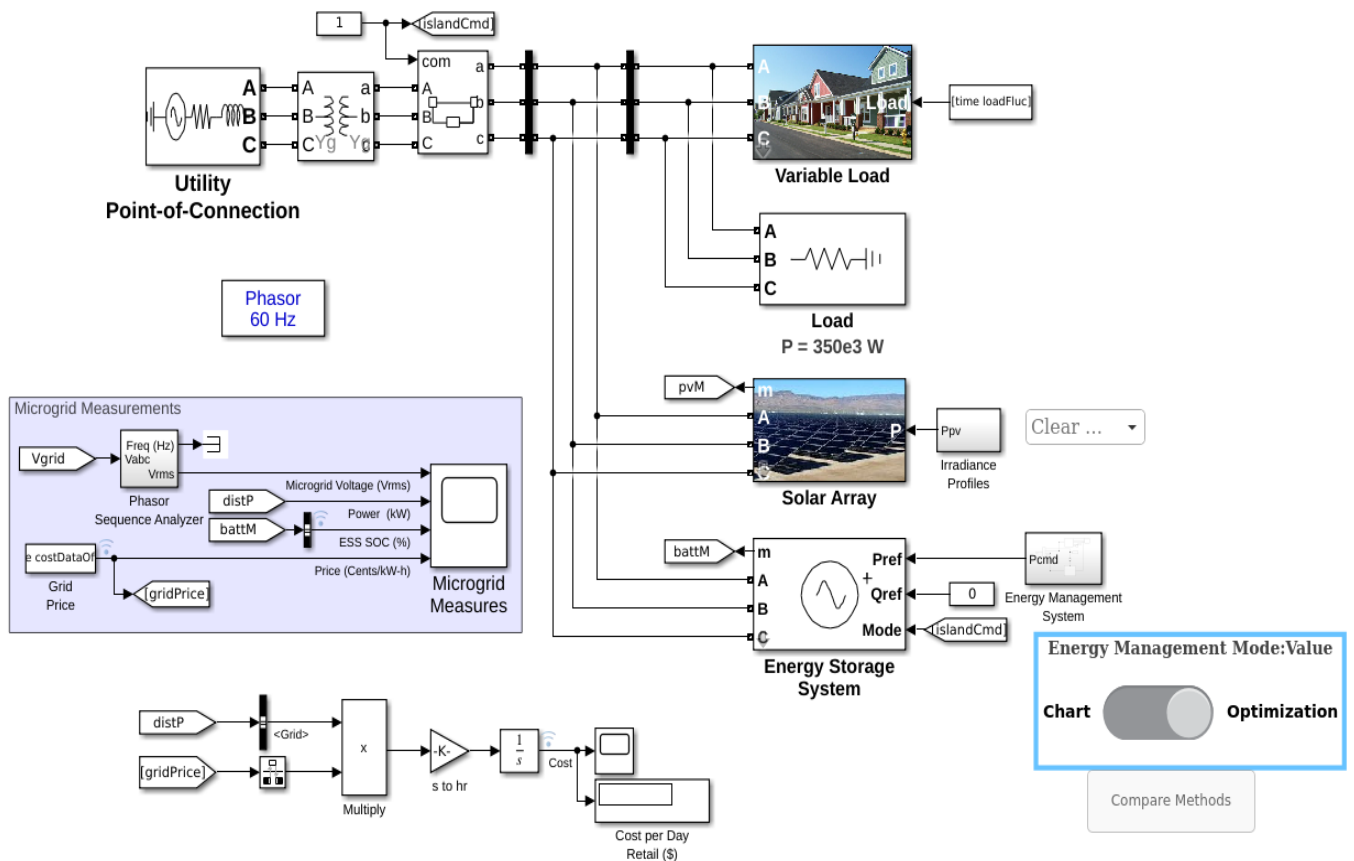 1
[islandCmd]
com
a
A
b
B
c
C
A
B
C
A
B
C
a
b
c
Yg
Yg
Utility
Point-of-Connection
A
B
C
Load
Variable Load
[time loadFluc]
A
B
C
Load
P = 350e3 W
Phasor
60 Hz
pvM
m
A
B
C
P
Solar Array
Ppv
Irradiance
Profiles
Clear ...
Microgrid Measurements
Vgrid
Freq (Hz)
Vabc
Vrms
Phasor
Sequence Analyzer
Microgrid Voltage (Vrms)
distP
Power (kW)
battM
ESS SOC (%)
e costDataOf
Price (Cents/kW-h)
Grid
Price
[gridPrice]
Microgrid
Measures
battM
m
A
B
C
+
Pref
Qref
Mode
Energy Storage
System
Pcmd
Energy Management
System
0
[islandCmd]
Energy Management Mode:Value
Chart
Optimization
Compare Methods
distP
<Grid>
[gridPrice]
x
Multiply
-K-
s to hr
1
s
Cost
Cost per Day
Retail ($)